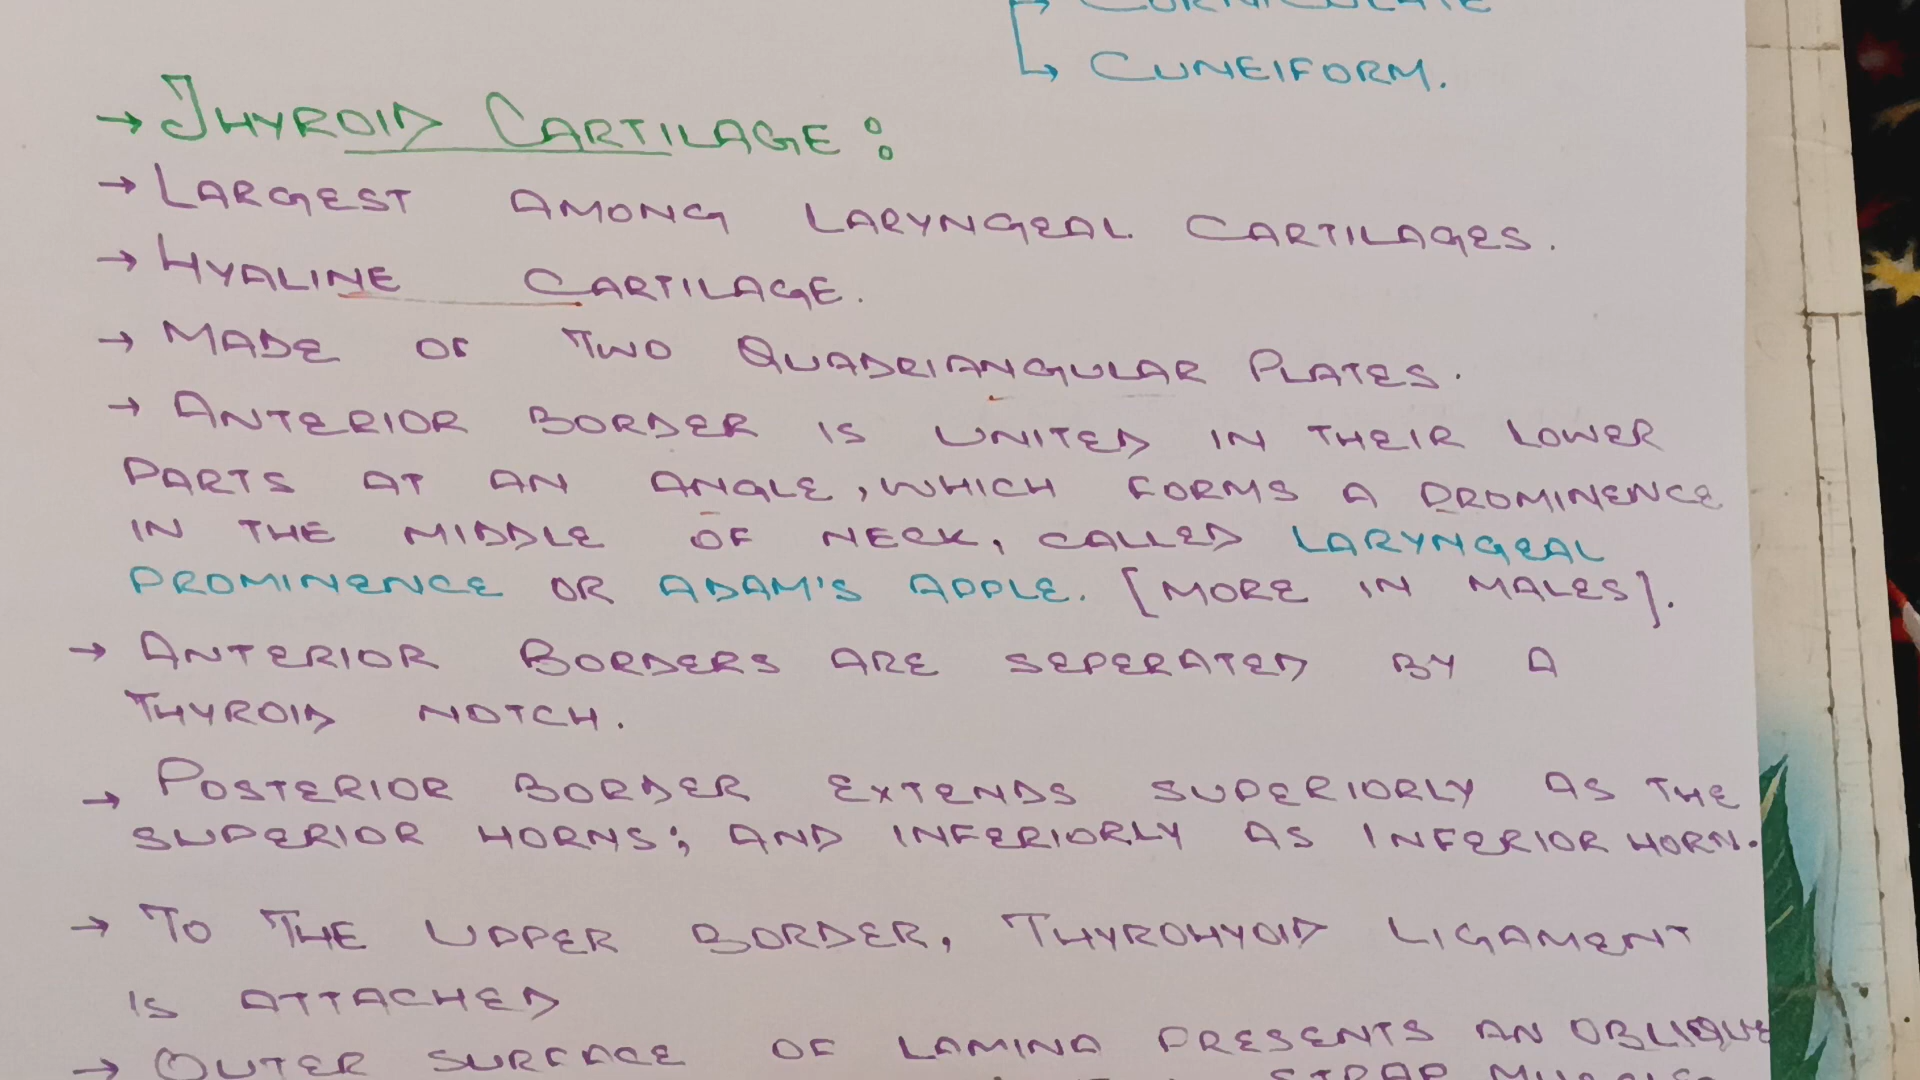 CORNICULATE
↳ CUNEIFORM.
→ THYROID CARTILAGE:
→ LARGEST AMONG LARYNGEAL CARTILAGES.
→ HYALINE CARTILAGE.
→ MADE OF TWO QUADRIANGULAR PLATES.
→ ANTERIOR BORDER IS UNITED IN THEIR LOWER
PARTS AT AN ANGLE, WHICH FORMS A PROMINENCE
IN THE MIDDLE OF NECK, CALLED LARYNGEAL
PROMINENCE OR ADAM'S APPLE. [MORE IN MALES].
→ ANTERIOR BORDERS ARE SEPERATED BY A
THYROID NOTCH.
→ POSTERIOR BORDER EXTENDS SUPERIORLY AS THE
SUPERIOR HORNS; AND INFERIORLY AS INFERIOR HORN.
→ TO THE UPPER BORDER, THYROHYOID LIGAMENT
IS ATTACHED
→ OUTER SURFACE OF LAMINA PRESENTS AN OBLIQUE
STRAP MUSCLES